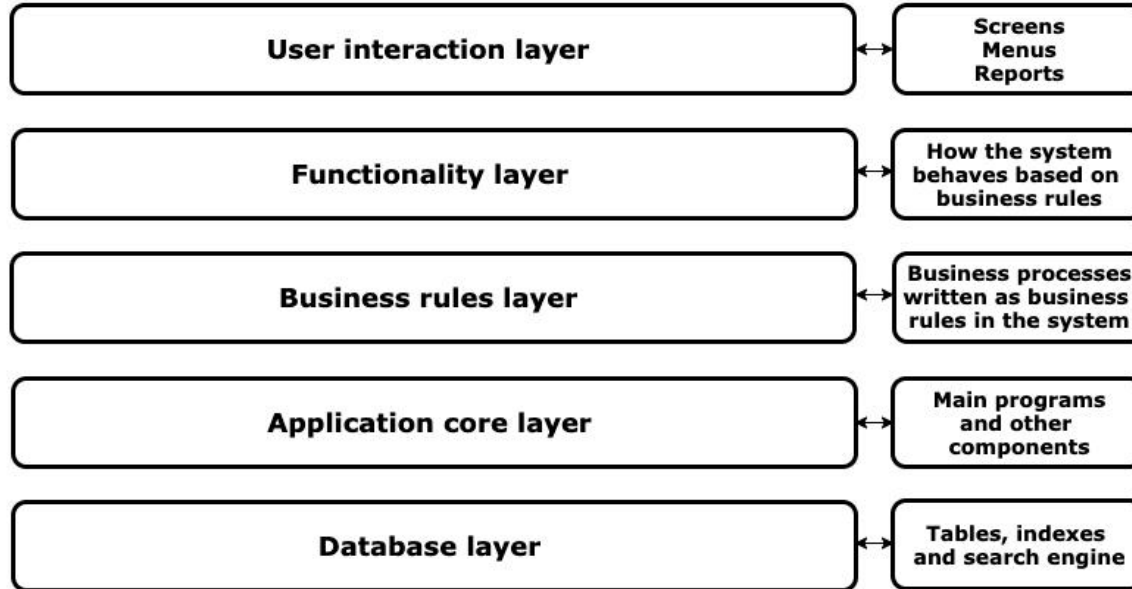 User interaction layer
Screens
Menus
Reports
Functionality layer
How the system
behaves based on
business rules
Business rules layer
Business processes
written as business
rules in the system
Application core layer
Main programs
and other
components
Database layer
Tables, indexes
and search engine